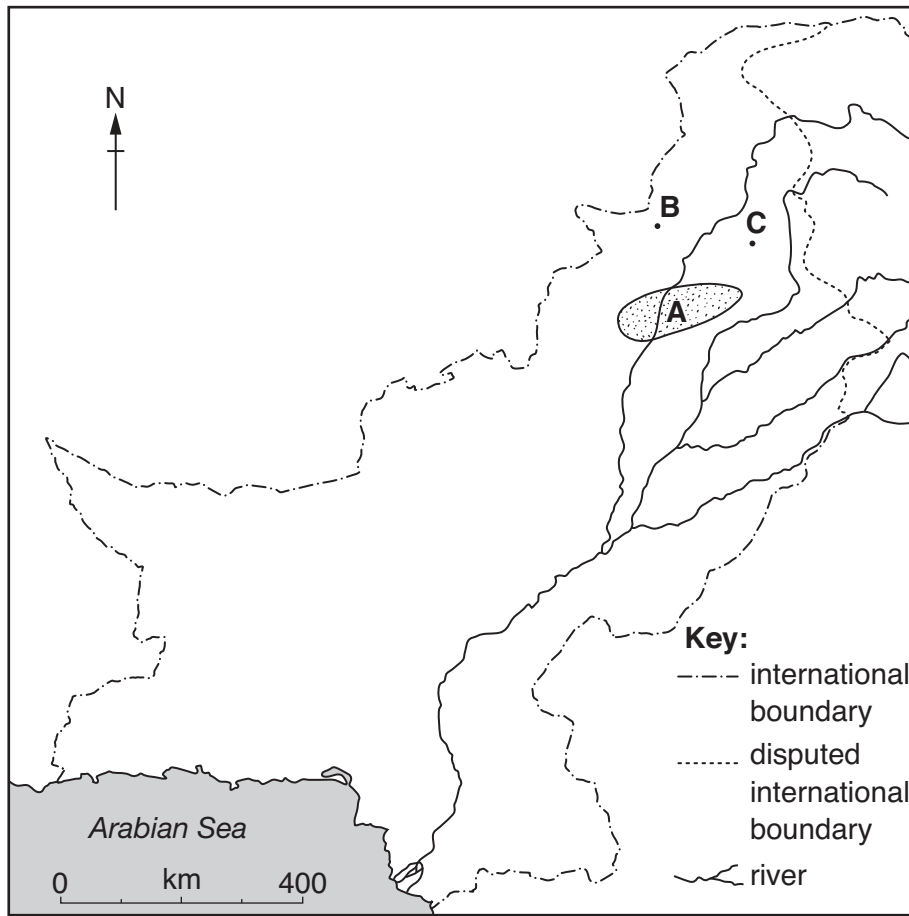 N
B
C
A
Key:
international
boundary
disputed
international
boundary
river
Arabian Sea
0 km 400